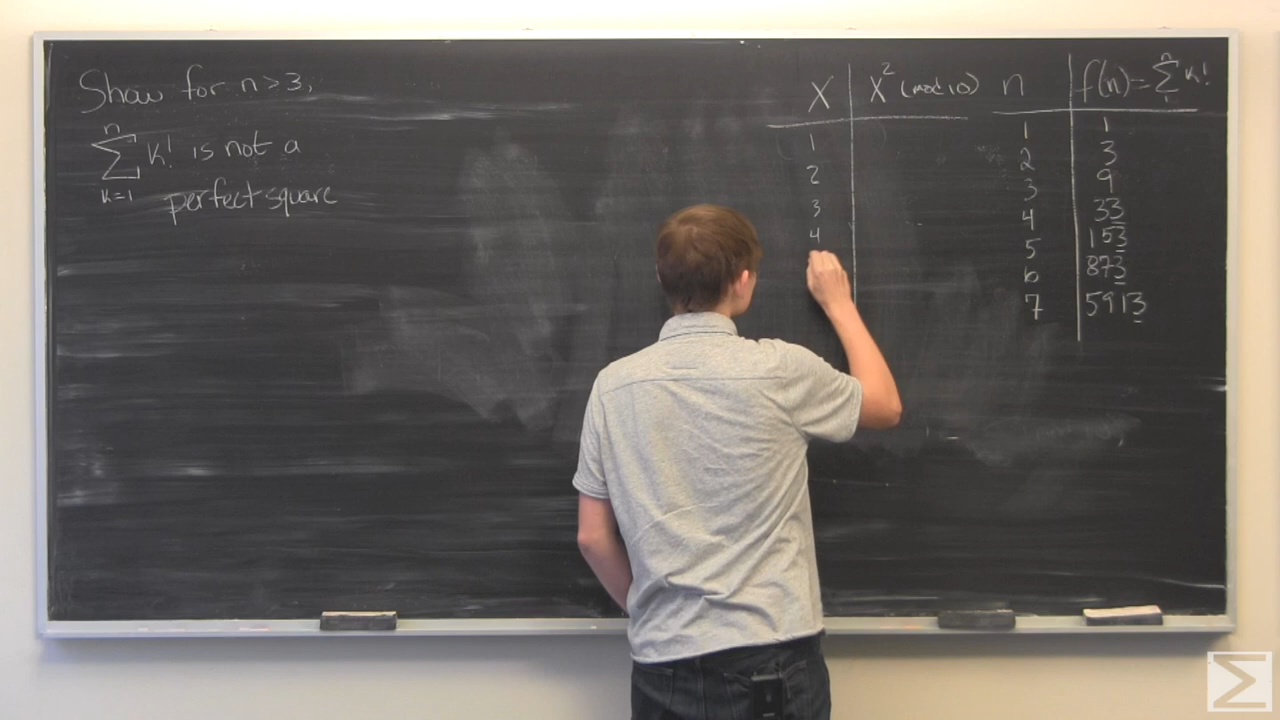 Show for n > 3,
n
∑ k! is not a
k=1 perfect square
X | X² (mod 10)
1
2
3
4
n | f(n) = ∑ⁿ₁ k!
1 | 1
2 | 3
3 | 9
4 | 33
5 | 153
6 | 873
7 | 5913
Σ